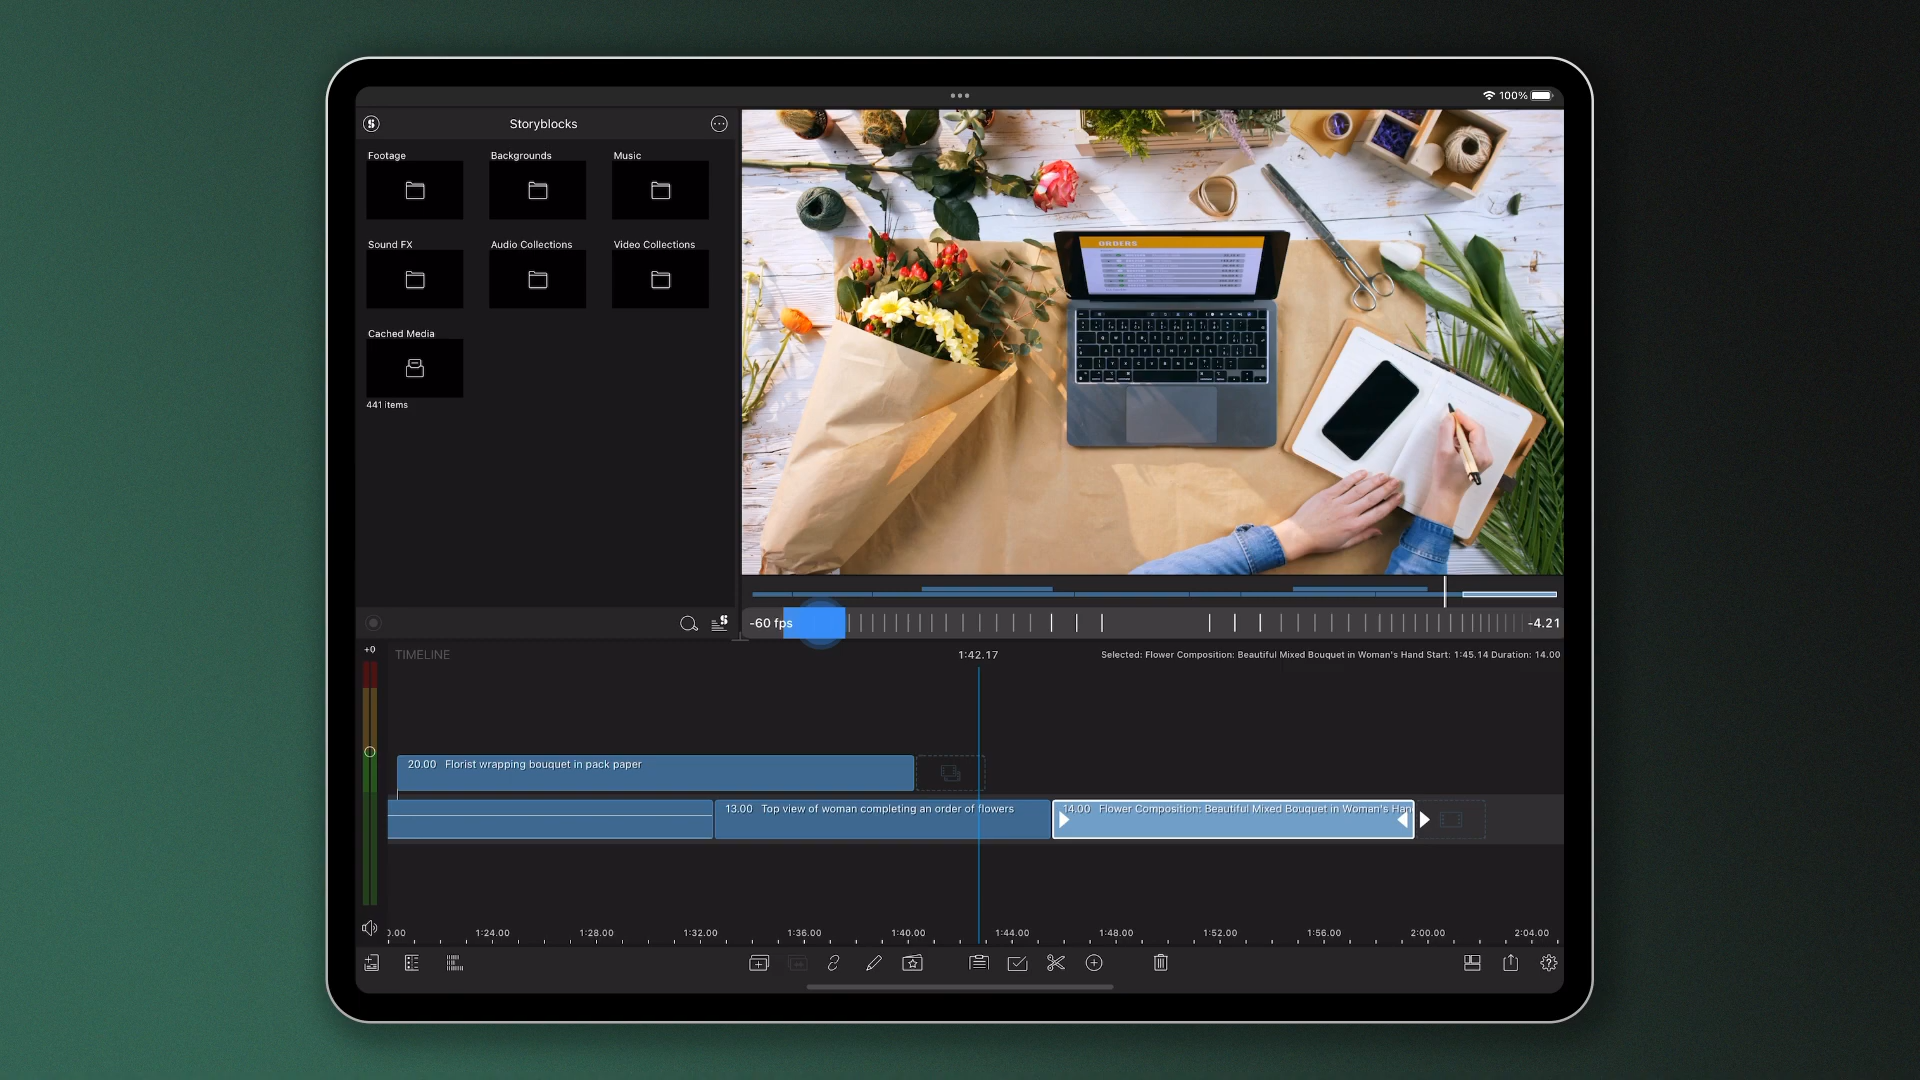 100%
Storyblocks
Footage
Backgrounds
Music
Sound FX
Audio Collections
Video Collections
Cached Media
441 items
ORDERS
-60 fps
-4.21
+0
TIMELINE
1:42.17
Selected: Flower Composition: Beautiful Mixed Bouquet in Woman's Hand Start: 1:45.14 Duration: 14.00
20.00 Florist wrapping bouquet in pack paper
13.00 Top view of woman completing an order of flowers
14.00 Flower Composition: Beautiful Mixed Bouquet in Woman's Han
0.00 1:24.00 1:28.00 1:32.00 1:36.00 1:40.00 1:44.00 1:48.00 1:52.00 1:56.00 2:00.00 2:04.00